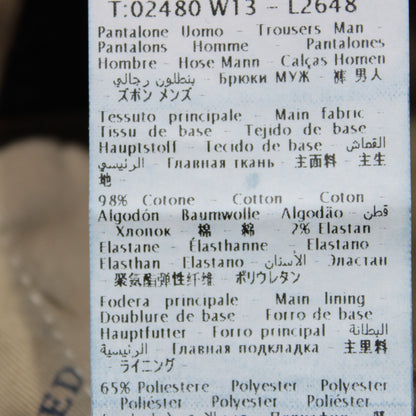 T:02480 W13 - L2648
Pantalone Uomo - Trousers Man -
Pantalons Homme - Pantalones
Hombre - Hose Mann - Calças Homen
- بنطلون رجالي - Брюки МУЖ - 裤 男人
- ズボン メンズ -
Tessuto principale - Main fabric -
Tissu de base - Tejido de base -
Hauptstoff - Tecido de base - القماش
الرئيسي - Главная ткань - 主面料 - 主生
地 -
98% Cotone - Cotton - Coton -
Algodón - Baumwolle - Algodão - قطن
- Хлопок - 棉 - 綿 2% Elastan -
Elastane - Élasthanne - Elastano -
Elasthan - Elastano - الأستان - Эластан
- 聚氨酯弹性纤维 - ポリウレタン
Fodera principale - Main lining -
Doublure de base - Forro de base -
Hauptfutter - Forro principal - البطانة
الرئيسية - Главная подкладка - 主里料
- ライニング -
65% Poliestere - Polyester -
Polyester - Poliéster - Polyester -
Poliéster
ED